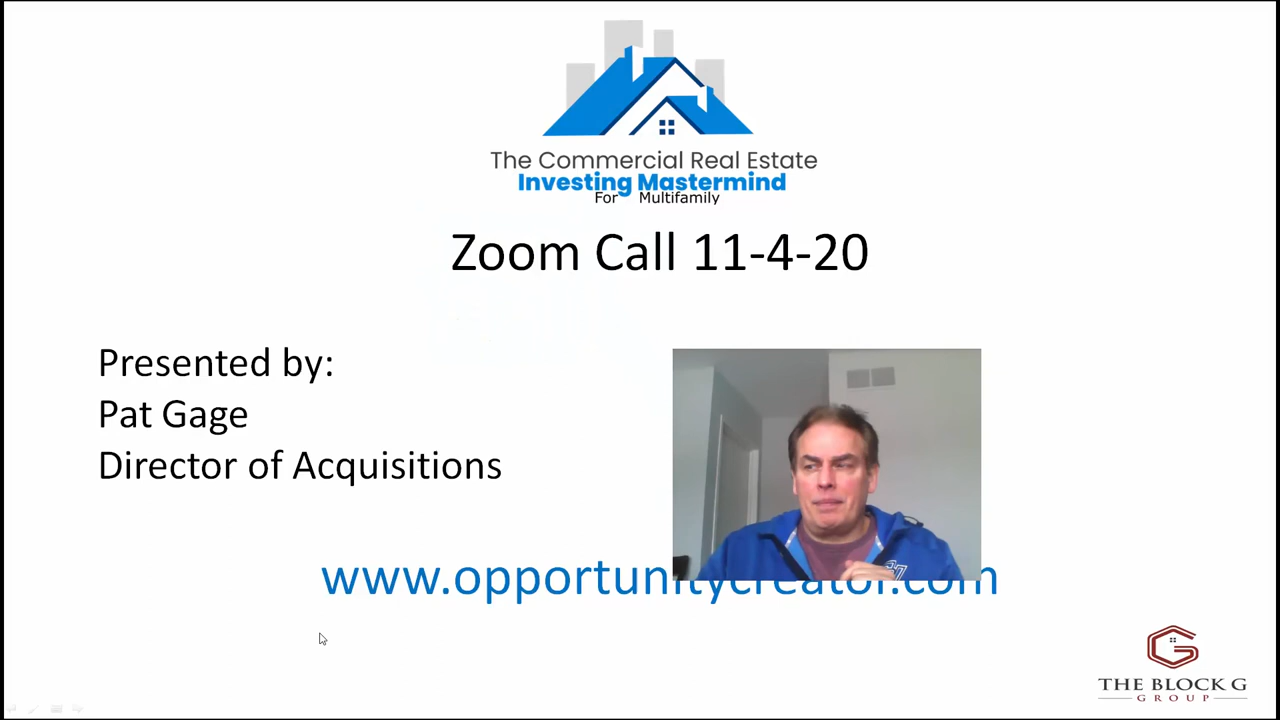 The Commercial Real Estate
Investing Mastermind
For Multifamily
Zoom Call 11-4-20
Presented by:
Pat Gage
Director of Acquisitions
www.opportunitycreator.com
THE BLOCK G
GROUP